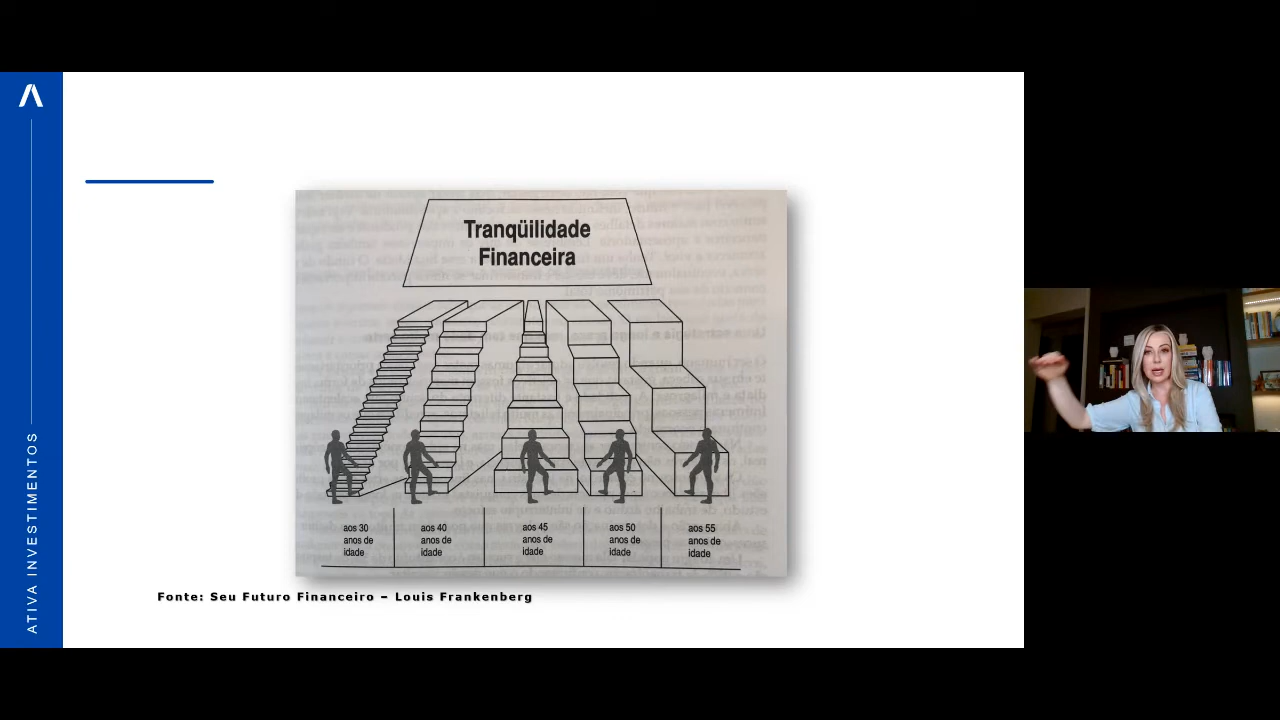 ATIVA INVESTIMENTOS
Tranqüilidade
Financeira
aos 30
anos de
idade
aos 40
anos de
idade
aos 45
anos de
idade
aos 50
anos de
idade
aos 55
anos de
idade
Fonte: Seu Futuro Financeiro – Louis Frankenberg